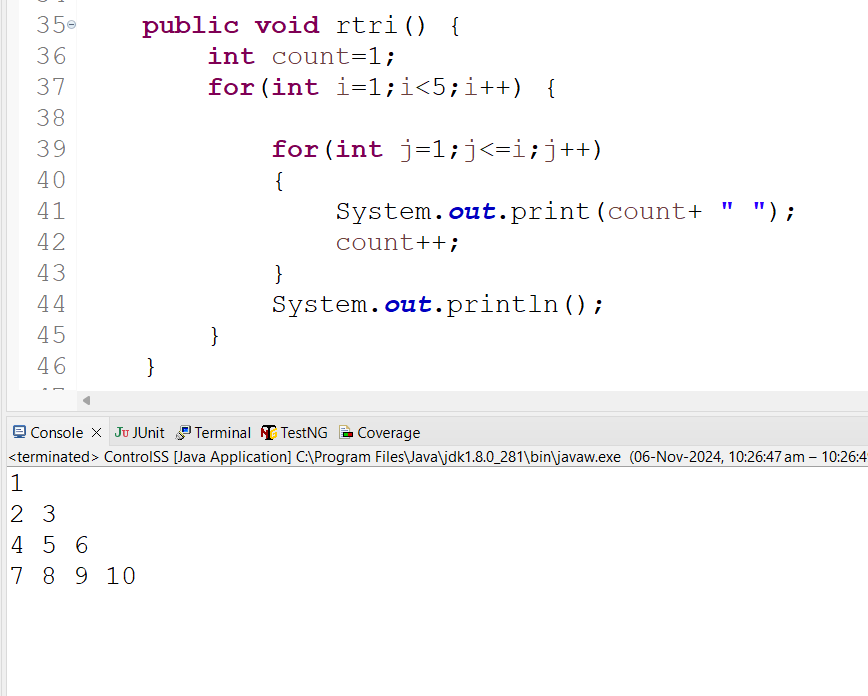 35 public void rtri() {
36 int count=1;
37 for(int i=1;i<5;i++) {
38
39 for(int j=1;j<=i;j++)
40 {
41 System.out.print(count+ " ");
42 count++;
43 }
44 System.out.println();
45 }
46 }
Console JUnit Terminal TestNG Coverage
<terminated> ControlSS [Java Application] C:\Program Files\Java\jdk1.8.0_281\bin\javaw.exe (06-Nov-2024, 10:26:47 am – 10:26:4
1
2 3
4 5 6
7 8 9 10